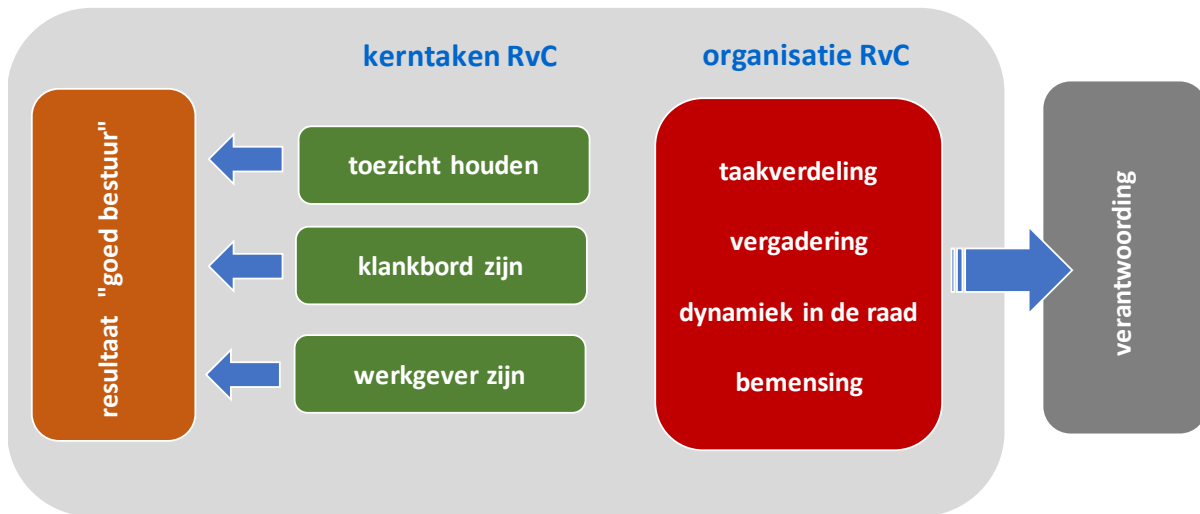 kerntaken RvC
organisatie RvC
resultaat "goed bestuur"
toezicht houden
klankbord zijn
werkgever zijn
taakverdeling
vergadering
dynamiek in de raad
bemensing
verantwoording